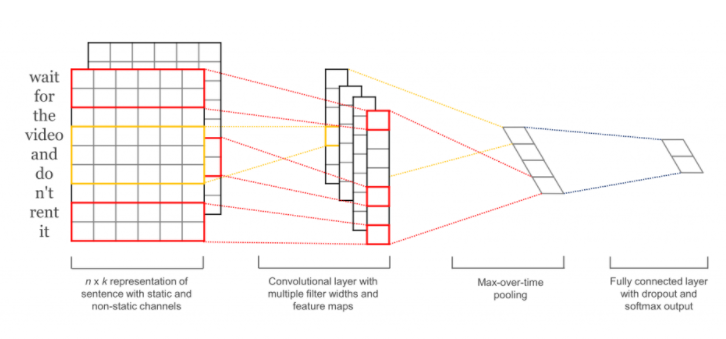 wait
for
the
video
and
do
n't
rent
it
n x k representation of
sentence with static and
non-static channels
Convolutional layer with
multiple filter widths and
feature maps
Max-over-time
pooling
Fully connected layer
with dropout and
softmax output